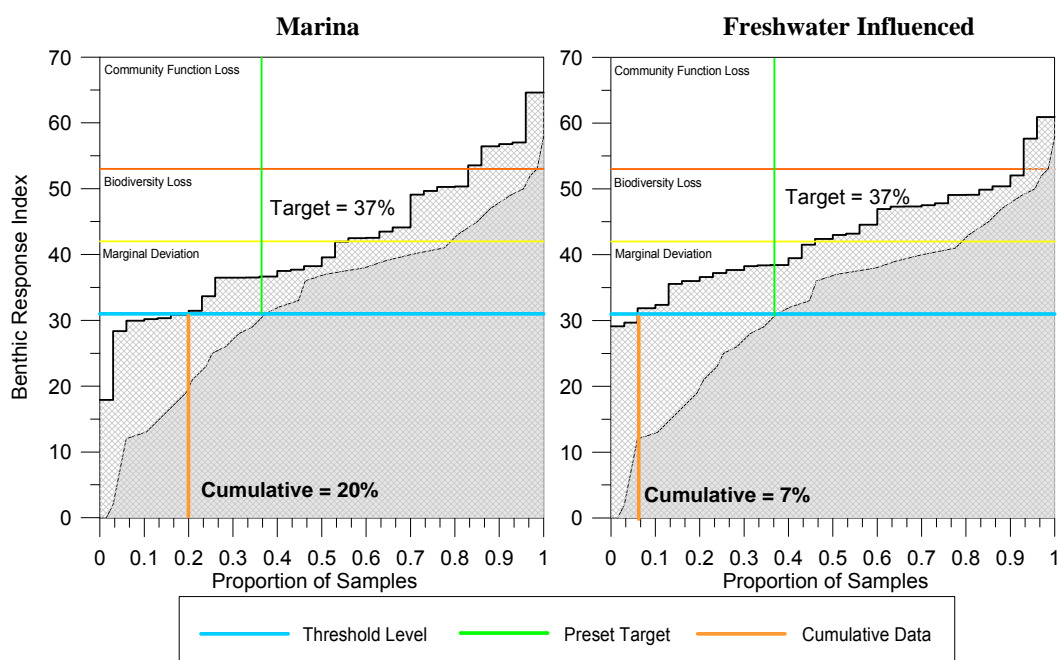 Marina
Freshwater Influenced
Benthic Response Index
70
60
50
40
30
20
10
0
Community Function Loss
Biodiversity Loss
Target = 37%
Marginal Deviation
Cumulative = 20%
0 0.1 0.2 0.3 0.4 0.5 0.6 0.7 0.8 0.9 1
Proportion of Samples
70
60
50
40
30
20
10
0
Community Function Loss
Biodiversity Loss
Target = 37%
Marginal Deviation
Cumulative = 7%
0 0.1 0.2 0.3 0.4 0.5 0.6 0.7 0.8 0.9 1
Proportion of Samples
Threshold Level
Preset Target
Cumulative Data